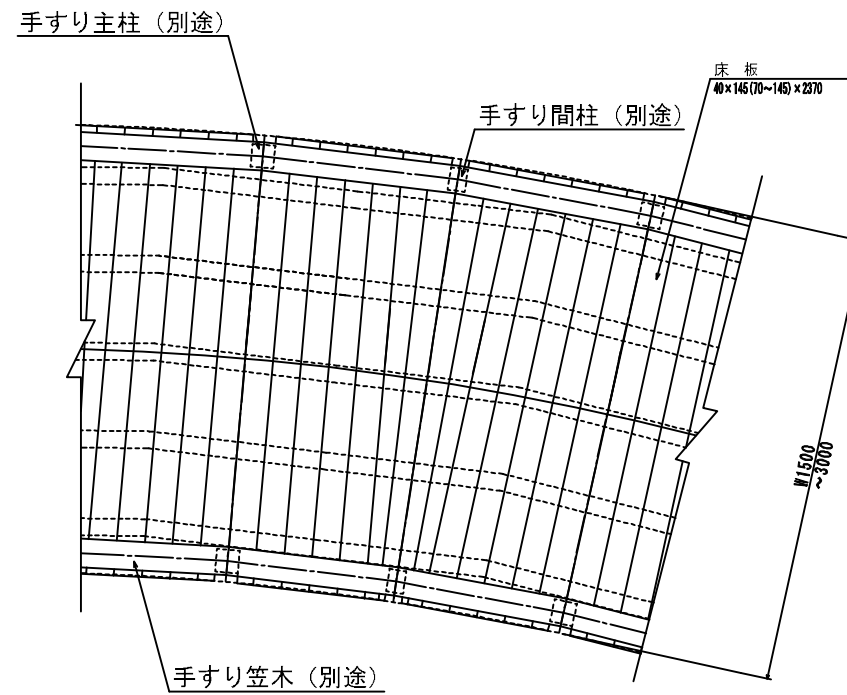 手すり主柱（別途）
床 板
40×145(70~145)×2370
手すり間柱（別途）
W1500
~3000
手すり笠木（別途）